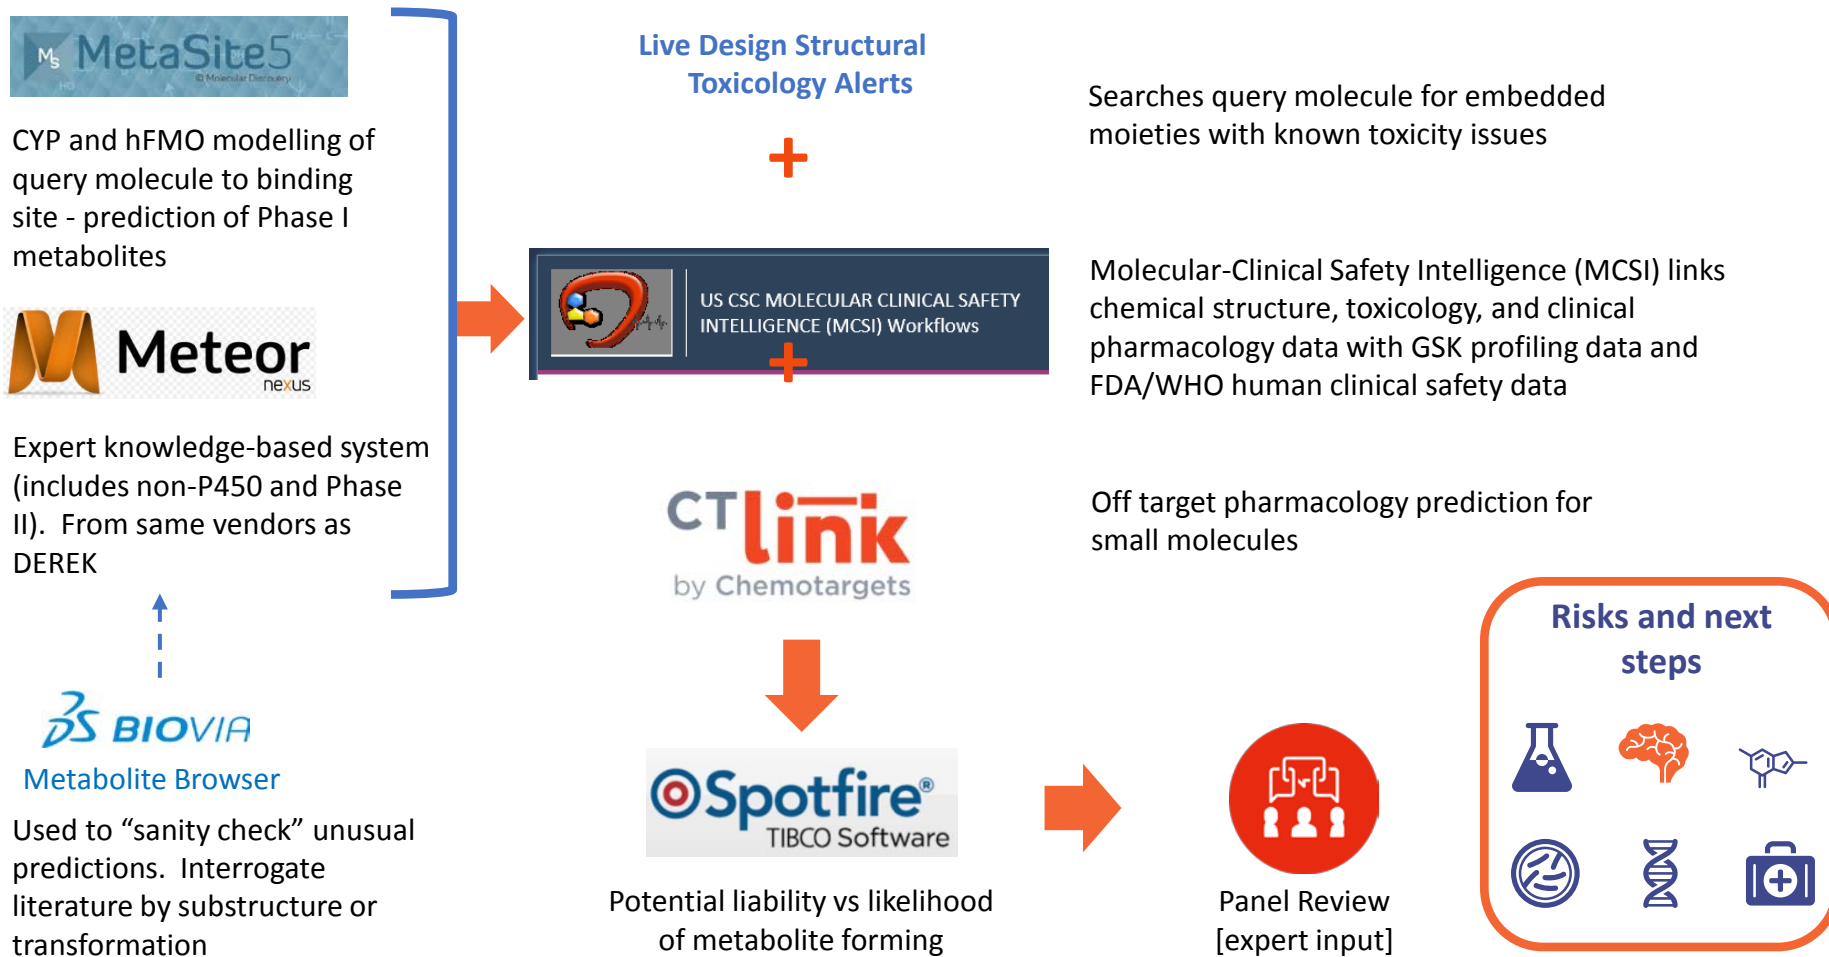 Ms MetaSite5
© Molecular Discovery
CYP and hFMO modelling of
query molecule to binding
site - prediction of Phase I
metabolites
Meteor
nexus
Expert knowledge-based system
(includes non-P450 and Phase
II).  From same vendors as
DEREK
BIOVIA
Metabolite Browser
Used to “sanity check” unusual
predictions.  Interrogate
literature by substructure or
transformation
Live Design Structural
Toxicology Alerts
+
US CSC MOLECULAR CLINICAL SAFETY
INTELLIGENCE (MCSI) Workflows
+
CTlink
by Chemotargets
Spotfire®
TIBCO Software
Potential liability vs likelihood
of metabolite forming
Searches query molecule for embedded
moieties with known toxicity issues
Molecular-Clinical Safety Intelligence (MCSI) links
chemical structure, toxicology, and clinical
pharmacology data with GSK profiling data and
FDA/WHO human clinical safety data
Off target pharmacology prediction for
small molecules
Panel Review
[expert input]
Risks and next
steps